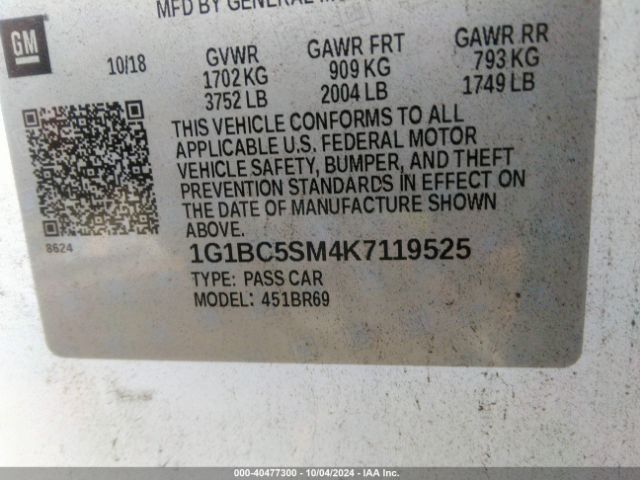 MFD BY GENERAL
GM
10/18
GVWR GAWR FRT GAWR RR
1702 KG 909 KG 793 KG
3752 LB 2004 LB 1749 LB
THIS VEHICLE CONFORMS TO ALL
APPLICABLE U.S. FEDERAL MOTOR
VEHICLE SAFETY, BUMPER, AND THEFT
PREVENTION STANDARDS IN EFFECT ON
THE DATE OF MANUFACTURE SHOWN
ABOVE.
8624
1G1BC5SM4K7119525
TYPE: PASS CAR
MODEL: 451BR69
000-40477300 - 10/04/2024 - IAA Inc.